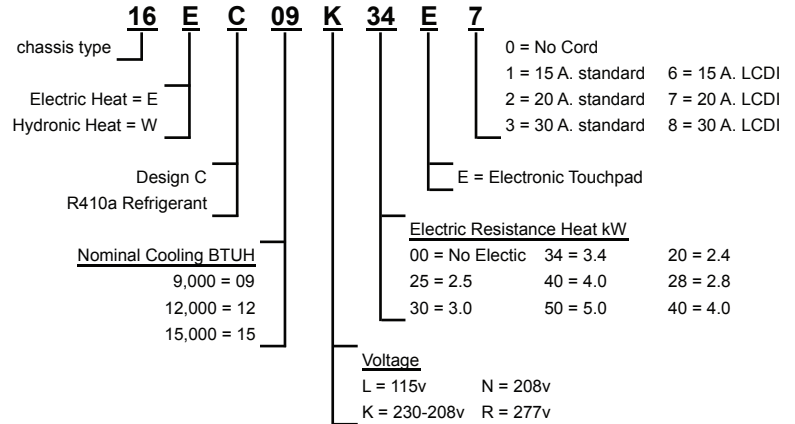 16 E C 09 K 34 E 7
chassis type
0 = No Cord
1 = 15 A. standard 6 = 15 A. LCDI
2 = 20 A. standard 7 = 20 A. LCDI
3 = 30 A. standard 8 = 30 A. LCDI
Electric Heat = E
Hydronic Heat = W
Design C
R410a Refrigerant
E = Electronic Touchpad
Nominal Cooling BTUH
9,000 = 09
12,000 = 12
15,000 = 15
Electric Resistance Heat kW
00 = No Electic 34 = 3.4 20 = 2.4
25 = 2.5 40 = 4.0 28 = 2.8
30 = 3.0 50 = 5.0 40 = 4.0
Voltage
L = 115v N = 208v
K = 230-208v R = 277v